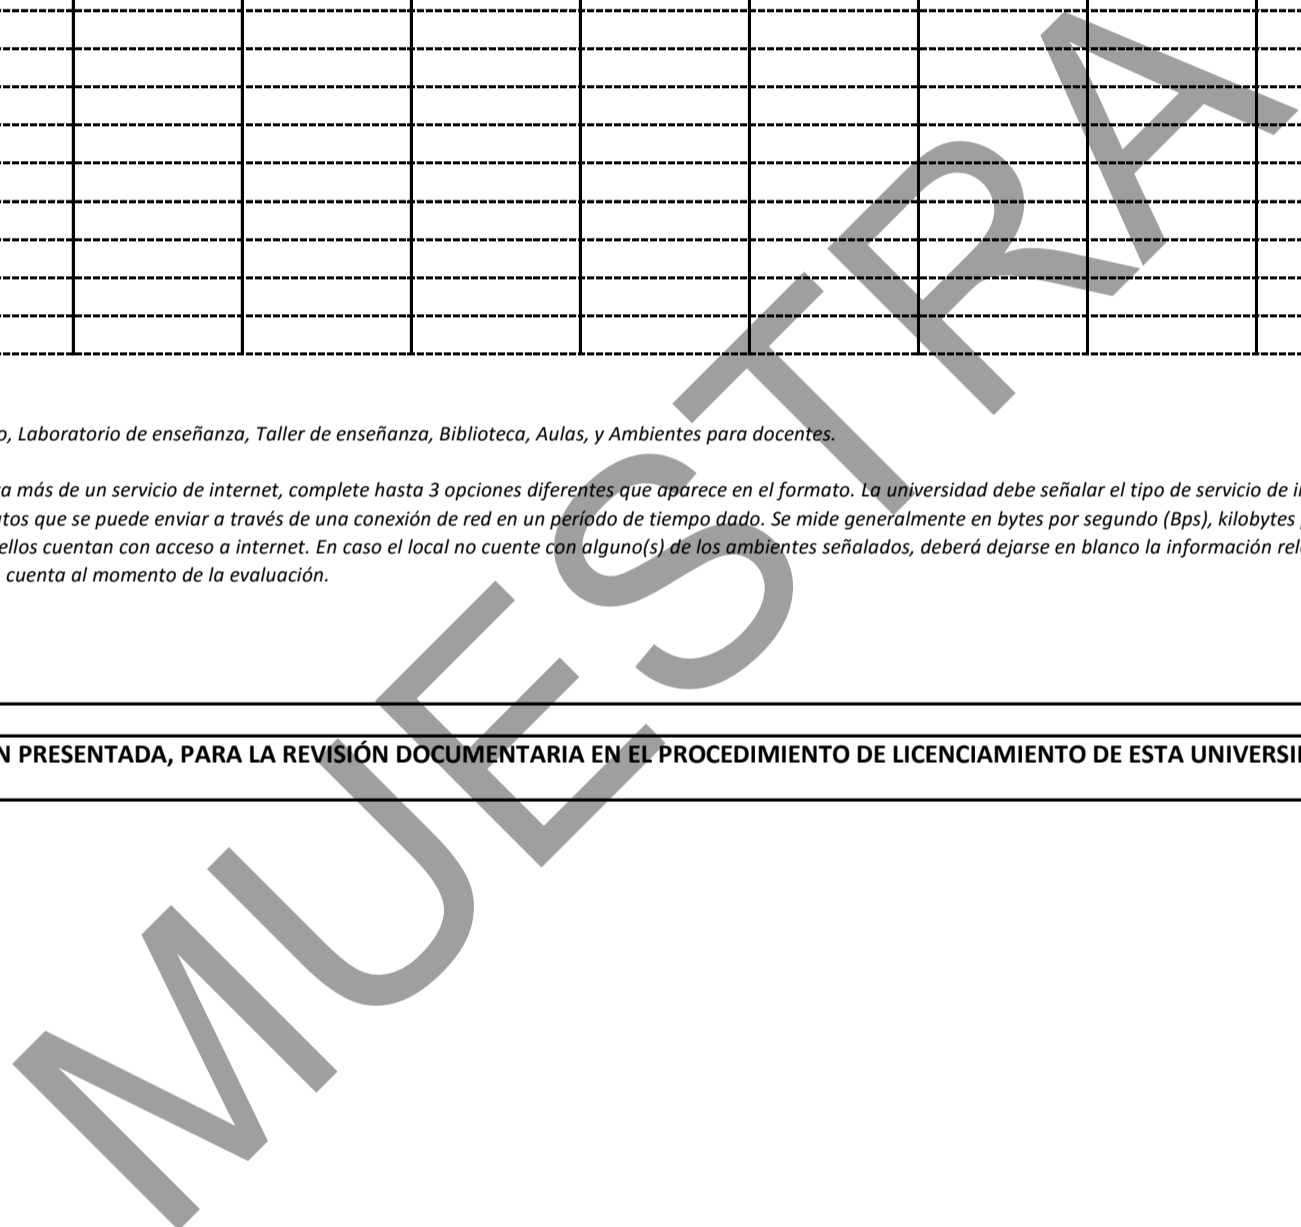 o, Laboratorio de enseñanza, Taller de enseñanza, Biblioteca, Aulas, y Ambientes para docentes.
a más de un servicio de internet, complete hasta 3 opciones diferentes que aparece en el formato. La universidad debe señalar el tipo de servicio de i
tos que se puede enviar a través de una conexión de red en un período de tiempo dado. Se mide generalmente en bytes por segundo (Bps), kilobytes
ellos cuentan con acceso a internet. En caso el local no cuente con alguno(s) de los ambientes señalados, deberá dejarse en blanco la información rel
cuenta al momento de la evaluación.
N PRESENTADA, PARA LA REVISIÓN DOCUMENTARIA EN EL PROCEDIMIENTO DE LICENCIAMIENTO DE ESTA UNIVERSI
MUESTRA